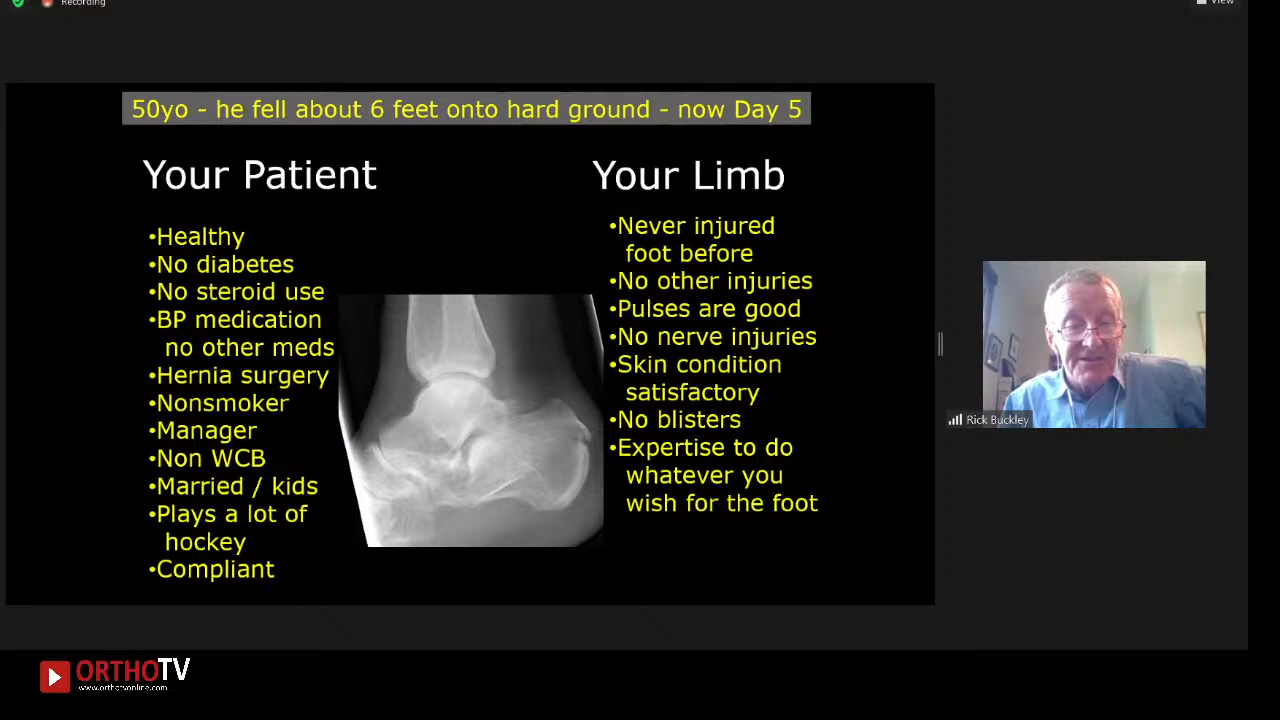 Recording
View
50yo - he fell about 6 feet onto hard ground - now Day 5
Your Patient
•Healthy
•No diabetes
•No steroid use
•BP medication
no other meds
•Hernia surgery
•Nonsmoker
•Manager
•Non WCB
•Married / kids
•Plays a lot of
hockey
•Compliant
Your Limb
•Never injured
foot before
•No other injuries
•Pulses are good
•No nerve injuries
•Skin condition
satisfactory
•No blisters
•Expertise to do
whatever you
wish for the foot
Rick Buckley
ORTHOTV
www.orthotvonline.com